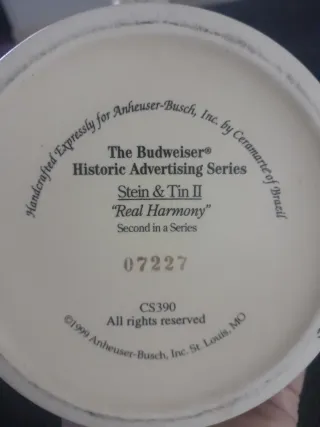 Handcrafted Expressly for Anheuser-Busch, Inc. by Ceramarte of Brazil
The Budweiser®
Historic Advertising Series
Stein & Tin II
"Real Harmony"
Second in a Series
07227
CS390
All rights reserved
©1999 Anheuser-Busch, Inc. St. Louis, MO